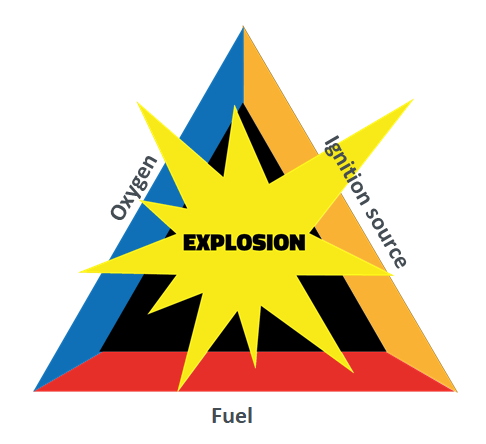 Oxygen
Ignition source
EXPLOSION
Fuel